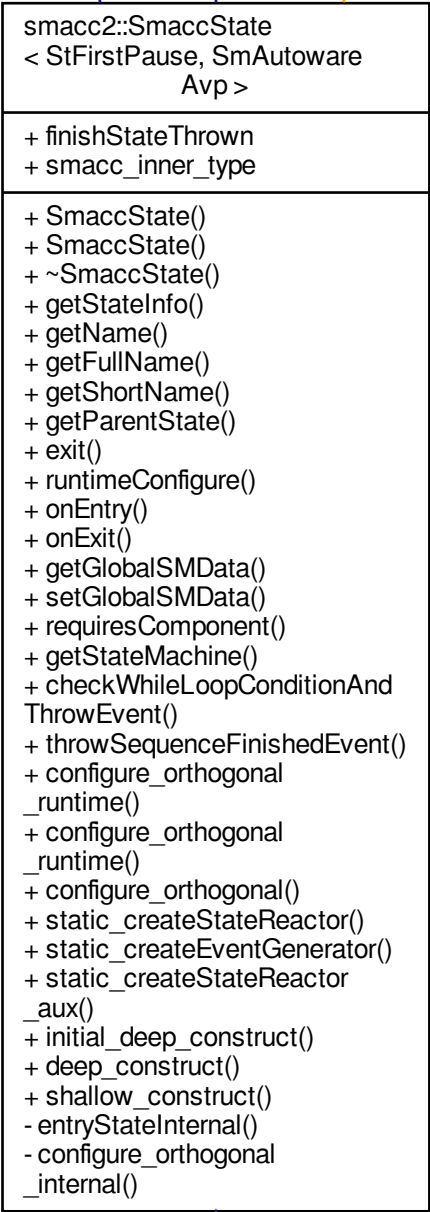 smacc2::SmaccState
< StFirstPause, SmAutoware
Avp >
+ finishStateThrown
+ smacc_inner_type
+ SmaccState()
+ SmaccState()
+ ~SmaccState()
+ getStateInfo()
+ getName()
+ getFullName()
+ getShortName()
+ getParentState()
+ exit()
+ runtimeConfigure()
+ onEntry()
+ onExit()
+ getGlobalSMData()
+ setGlobalSMData()
+ requiresComponent()
+ getStateMachine()
+ checkWhileLoopConditionAnd
ThrowEvent()
+ throwSequenceFinishedEvent()
+ configure_orthogonal
_runtime()
+ configure_orthogonal
_runtime()
+ configure_orthogonal()
+ static_createStateReactor()
+ static_createEventGenerator()
+ static_createStateReactor
_aux()
+ initial_deep_construct()
+ deep_construct()
+ shallow_construct()
- entryStateInternal()
- configure_orthogonal
_internal()